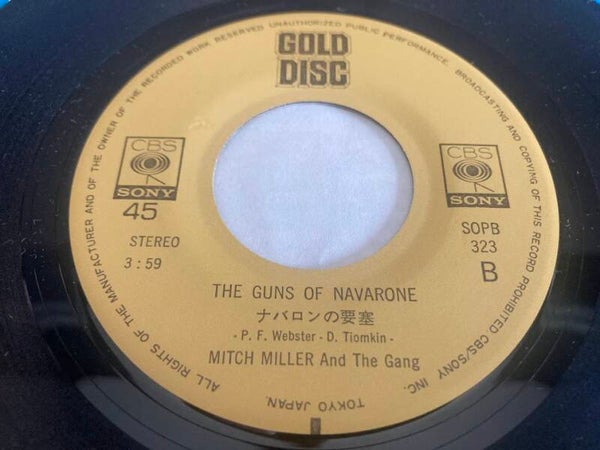 GOLD
DISC
CBS
SONY
45
STEREO
3:59
CBS
SONY
SOPB
323
B
THE GUNS OF NAVARONE
ナバロンの要塞
- P. F. Webster - D. Tiomkin -
MITCH MILLER And The Gang
ALL RIGHTS OF THE MANUFACTURER AND OF THE OWNER OF THE RECORDED WORK RESERVED UNAUTHORIZED PUBLIC PERFORMANCE, BROADCASTING AND COPYING OF THIS RECORD PROHIBITED CBS/SONY INC.
TOKYO JAPAN.